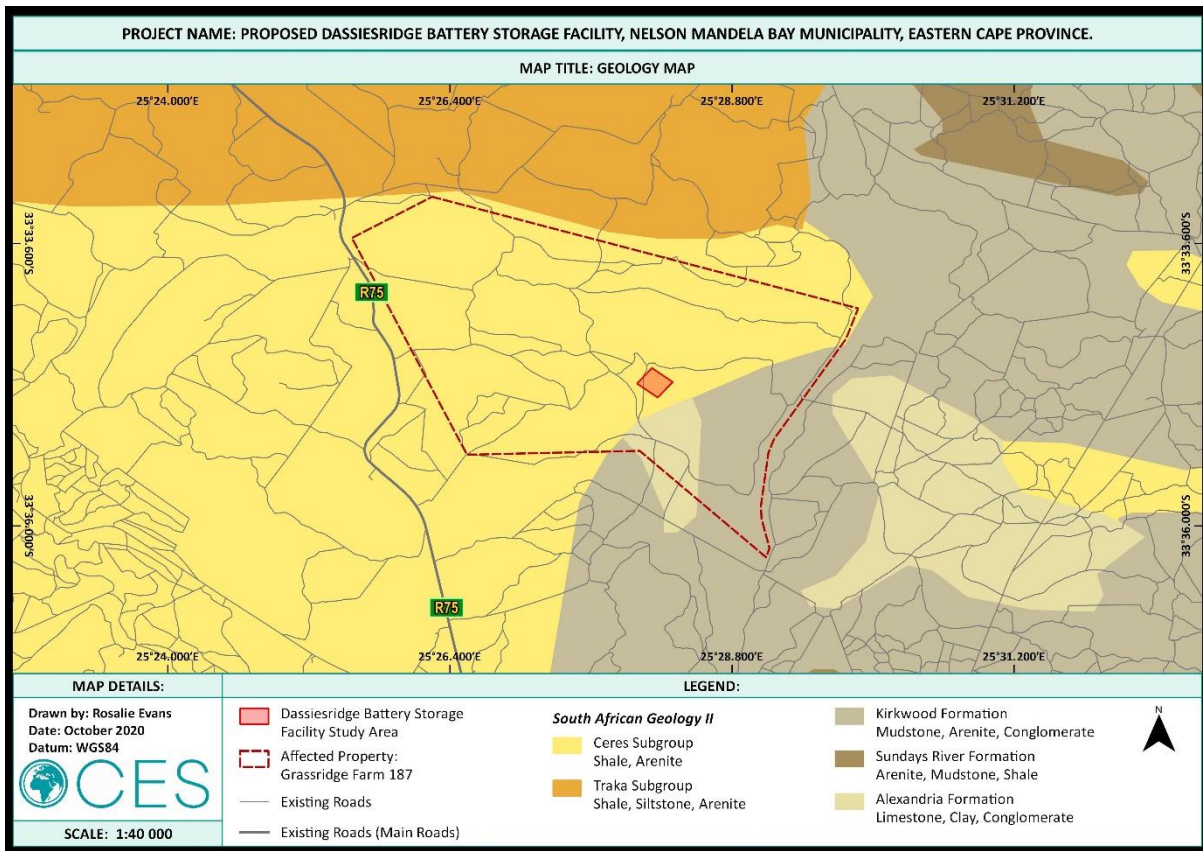 PROJECT NAME: PROPOSED DASSIESRIDGE BATTERY STORAGE FACILITY, NELSON MANDELA BAY MUNICIPALITY, EASTERN CAPE PROVINCE.
MAP TITLE: GEOLOGY MAP
25°24.000'E
25°26.400'E
25°28.800'E
25°31.200'E
33°33.600'S
33°33.600'S
R75
33°36.000'S
33°36.000'S
R75
25°24.000'E
25°26.400'E
25°28.800'E
25°31.200'E
MAP DETAILS:
Drawn by: Rosalie Evans
Date: October 2020
Datum: WGS84
CES
SCALE: 1:40 000
LEGEND:
Dassiesridge Battery Storage
Facility Study Area
Affected Property:
Grassridge Farm 187
Existing Roads
Existing Roads (Main Roads)
South African Geology II
Ceres Subgroup
Shale, Arenite
Traka Subgroup
Shale, Siltstone, Arenite
Kirkwood Formation
Mudstone, Arenite, Conglomerate
Sundays River Formation
Arenite, Mudstone, Shale
Alexandria Formation
Limestone, Clay, Conglomerate
N